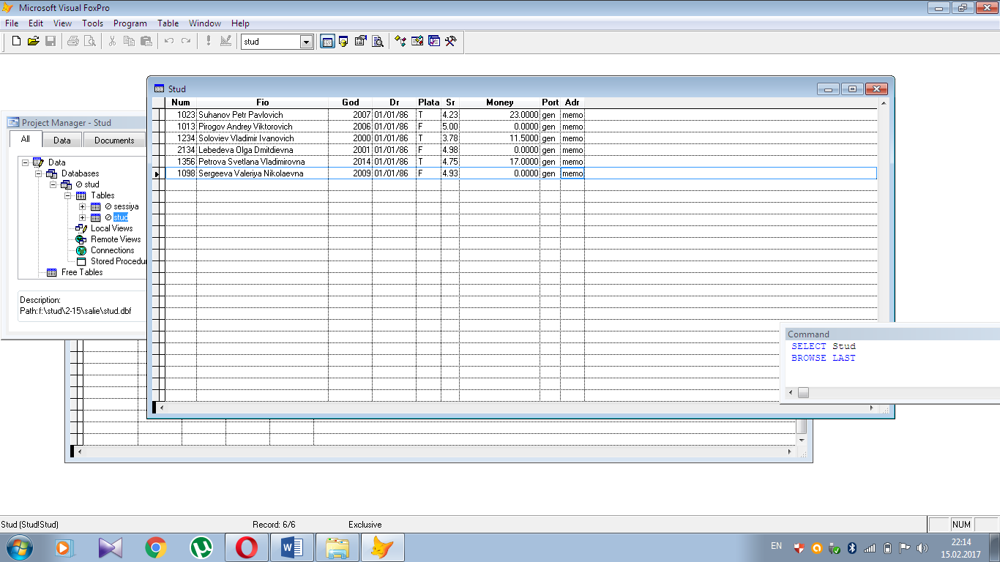 Microsoft Visual FoxPro
File Edit View Tools Program Table Window Help
stud
Stud
Num Fio God Dr Plata Sr Money Port Adr
1023 Suhanov Petr Pavlovich 2007 01/01/86 T 4.23 23.0000 gen memo
1013 Pirogov Andrey Viktorovich 2006 01/01/86 F 5.00 0.0000 gen memo
1234 Soloviev Vladimir Ivanovich 2000 01/01/86 T 3.78 11.5000 gen memo
2134 Lebedeva Olga Dmitdievna 2001 01/01/86 F 4.98 0.0000 gen memo
1356 Petrova Svetlana Vladimirovna 2014 01/01/86 T 4.75 17.0000 gen memo
1098 Sergeeva Valeriya Nikolaevna 2009 01/01/86 F 4.93 0.0000 gen memo
Project Manager - Stud
All Data Documents
Data
Databases
stud
Tables
sessiya
stud
Local Views
Remote Views
Connections
Stored Procedur
Free Tables
Description:
Path: f:\stud\2-15\salie\stud.dbf
Command
SELECT Stud
BROWSE LAST
Stud (Stud!Stud) Record: 6/6 Exclusive NUM
EN
22:14
15.02.2017